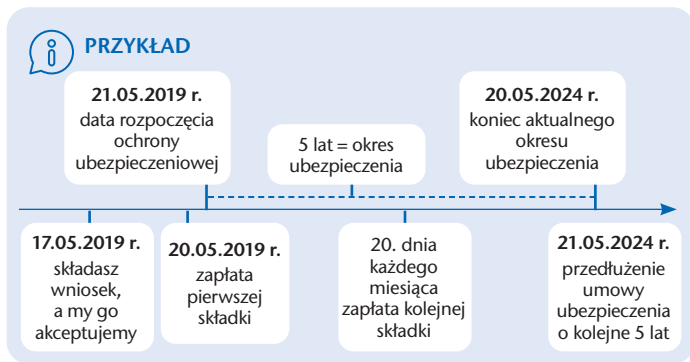 PRZYKŁAD
21.05.2019 r.
data rozpoczęcia
ochrony
ubezpieczeniowej
5 lat = okres
ubezpieczenia
20.05.2024 r.
koniec aktualnego
okresu
ubezpieczenia
17.05.2019 r.
składasz
wniosek,
a my go
akceptujemy
20.05.2019 r.
zapłata
pierwszej
składki
20. dnia
każdego
miesiąca
zapłata kolejnej
składki
21.05.2024 r.
przedłużenie
umowy
ubezpieczenia
o kolejne 5 lat